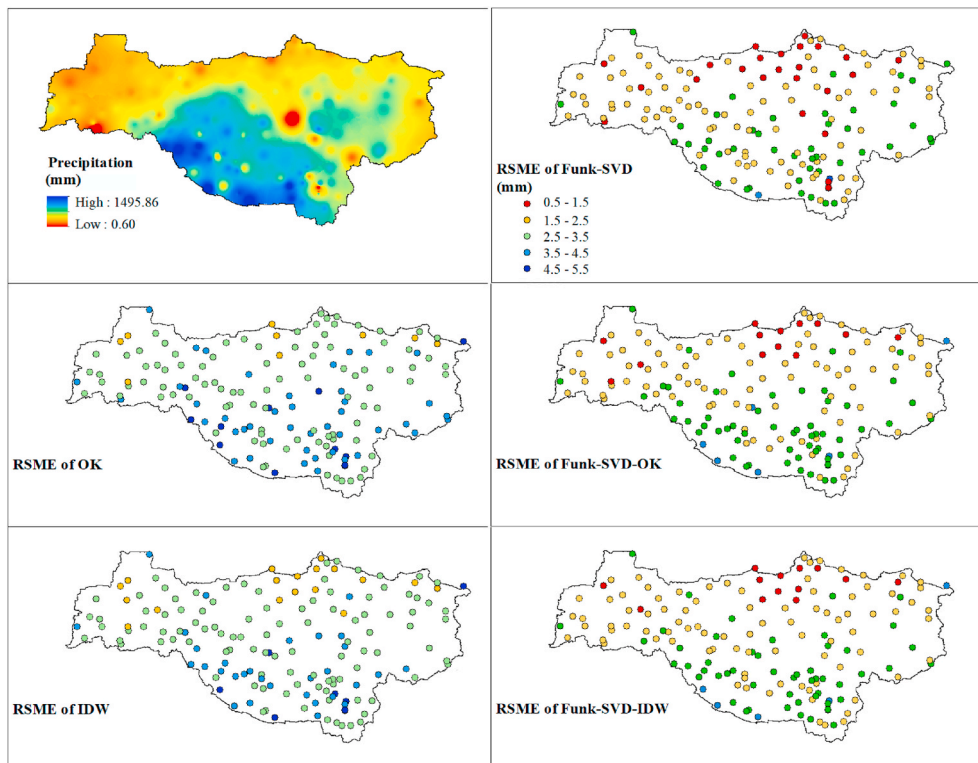 Precipitation
(mm)
High : 1495.86
Low : 0.60
RSME of Funk-SVD
(mm)
0.5 - 1.5
1.5 - 2.5
2.5 - 3.5
3.5 - 4.5
4.5 - 5.5
RSME of OK
RSME of Funk-SVD-OK
RSME of IDW
RSME of Funk-SVD-IDW